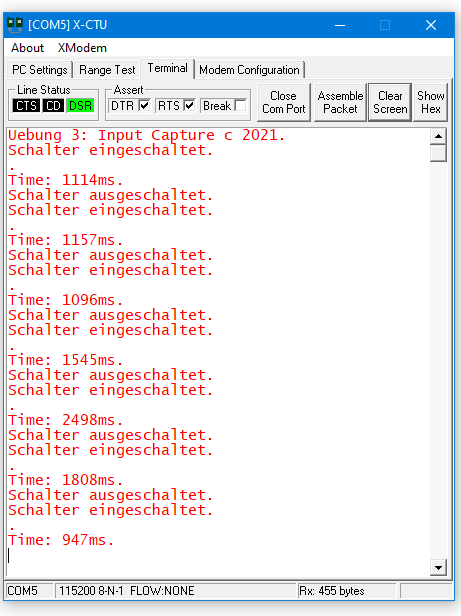 [COM5] X-CTU
About XModem
PC Settings Range Test Terminal Modem Configuration
Line Status
CTS CD DSR
Assert
DTR RTS Break
Close Com Port
Assemble Packet
Clear Screen
Show Hex
Uebung 3: Input Capture c 2021.
Schalter eingeschaltet.
.
Time: 1114ms.
Schalter ausgeschaltet.
Schalter eingeschaltet.
.
Time: 1157ms.
Schalter ausgeschaltet.
Schalter eingeschaltet.
.
Time: 1096ms.
Schalter ausgeschaltet.
Schalter eingeschaltet.
.
Time: 1545ms.
Schalter ausgeschaltet.
Schalter eingeschaltet.
.
Time: 2498ms.
Schalter ausgeschaltet.
Schalter eingeschaltet.
.
Time: 1808ms.
Schalter ausgeschaltet.
Schalter eingeschaltet.
.
Time: 947ms.
COM5 115200 8-N-1 FLOW:NONE Rx: 455 bytes